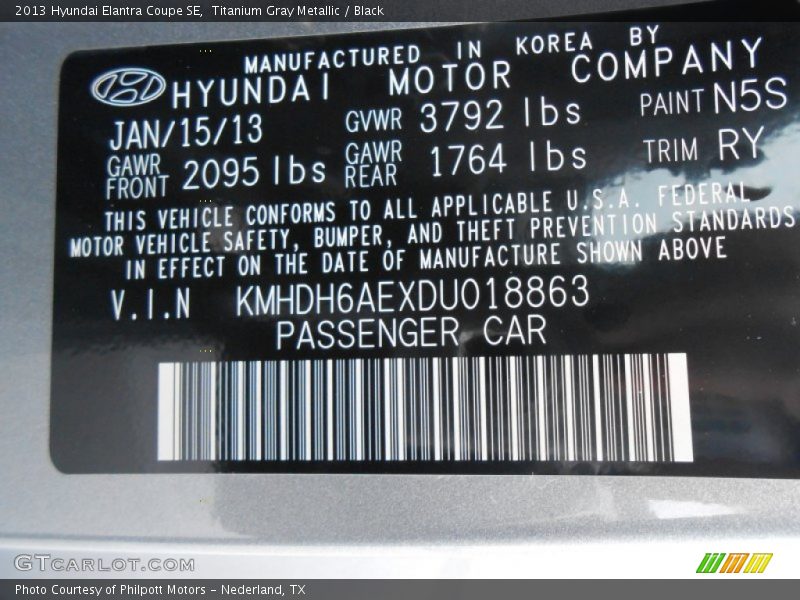 2013 Hyundai Elantra Coupe SE,  Titanium Gray Metallic / Black
MANUFACTURED IN KOREA BY
HYUNDAI MOTOR COMPANY
JAN/15/13 GVWR 3792 lbs PAINT N5S
GAWR FRONT 2095 lbs GAWR REAR 1764 lbs TRIM RY
THIS VEHICLE CONFORMS TO ALL APPLICABLE U.S.A. FEDERAL
MOTOR VEHICLE SAFETY, BUMPER, AND THEFT PREVENTION STANDARDS
IN EFFECT ON THE DATE OF MANUFACTURE SHOWN ABOVE
V.I.N KMHDH6AEXDU018863
PASSENGER CAR
GTCARLOT.COM
Photo Courtesy of Philpott Motors - Nederland, TX